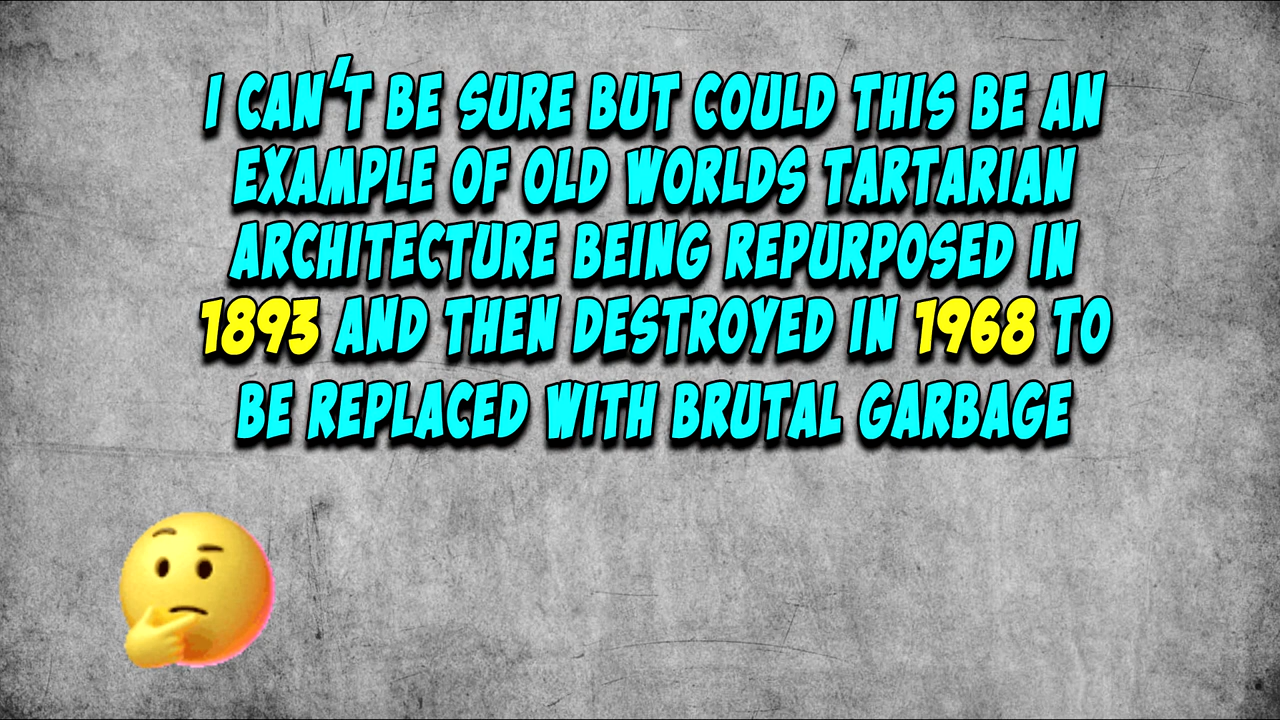 I CAN'T BE SURE BUT COULD THIS BE AN
EXAMPLE OF OLD WORLDS TARTARIAN
ARCHITECTURE BEING REPURPOSED IN
1893 AND THEN DESTROYED IN 1968 TO
BE REPLACED WITH BRUTAL GARBAGE